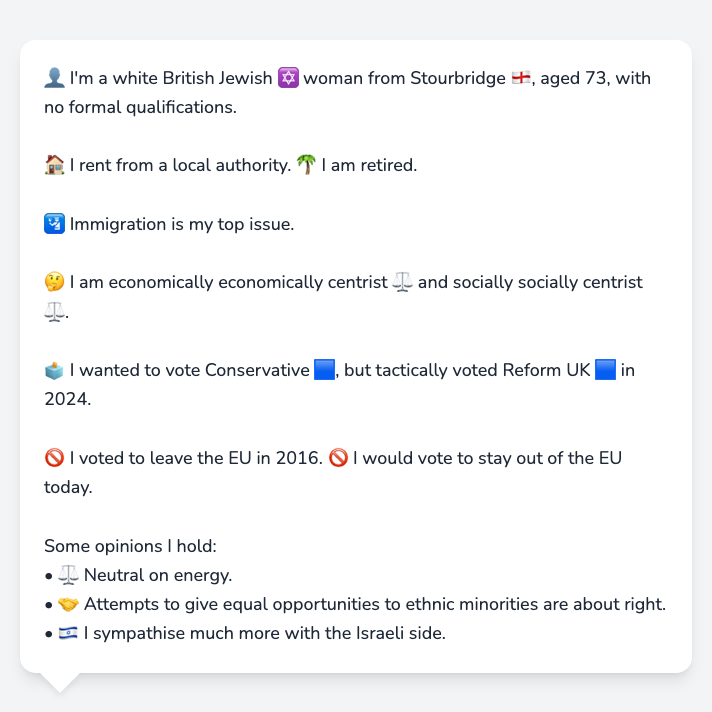 👤 I'm a white British Jewish ✡️ woman from Stourbridge 🏴󠁧󠁢󠁥󠁮󠁧󠁿, aged 73, with
no formal qualifications.
🏠 I rent from a local authority. 🌴 I am retired.
🛂 Immigration is my top issue.
🤔 I am economically economically centrist ⚖️ and socially socially centrist
⚖️.
🗳️ I wanted to vote Conservative 🟦, but tactically voted Reform UK 🟦 in
2024.
🚫 I voted to leave the EU in 2016. 🚫 I would vote to stay out of the EU
today.
Some opinions I hold:
• ⚖️ Neutral on energy.
• 🤝 Attempts to give equal opportunities to ethnic minorities are about right.
• 🇮🇱 I sympathise much more with the Israeli side.